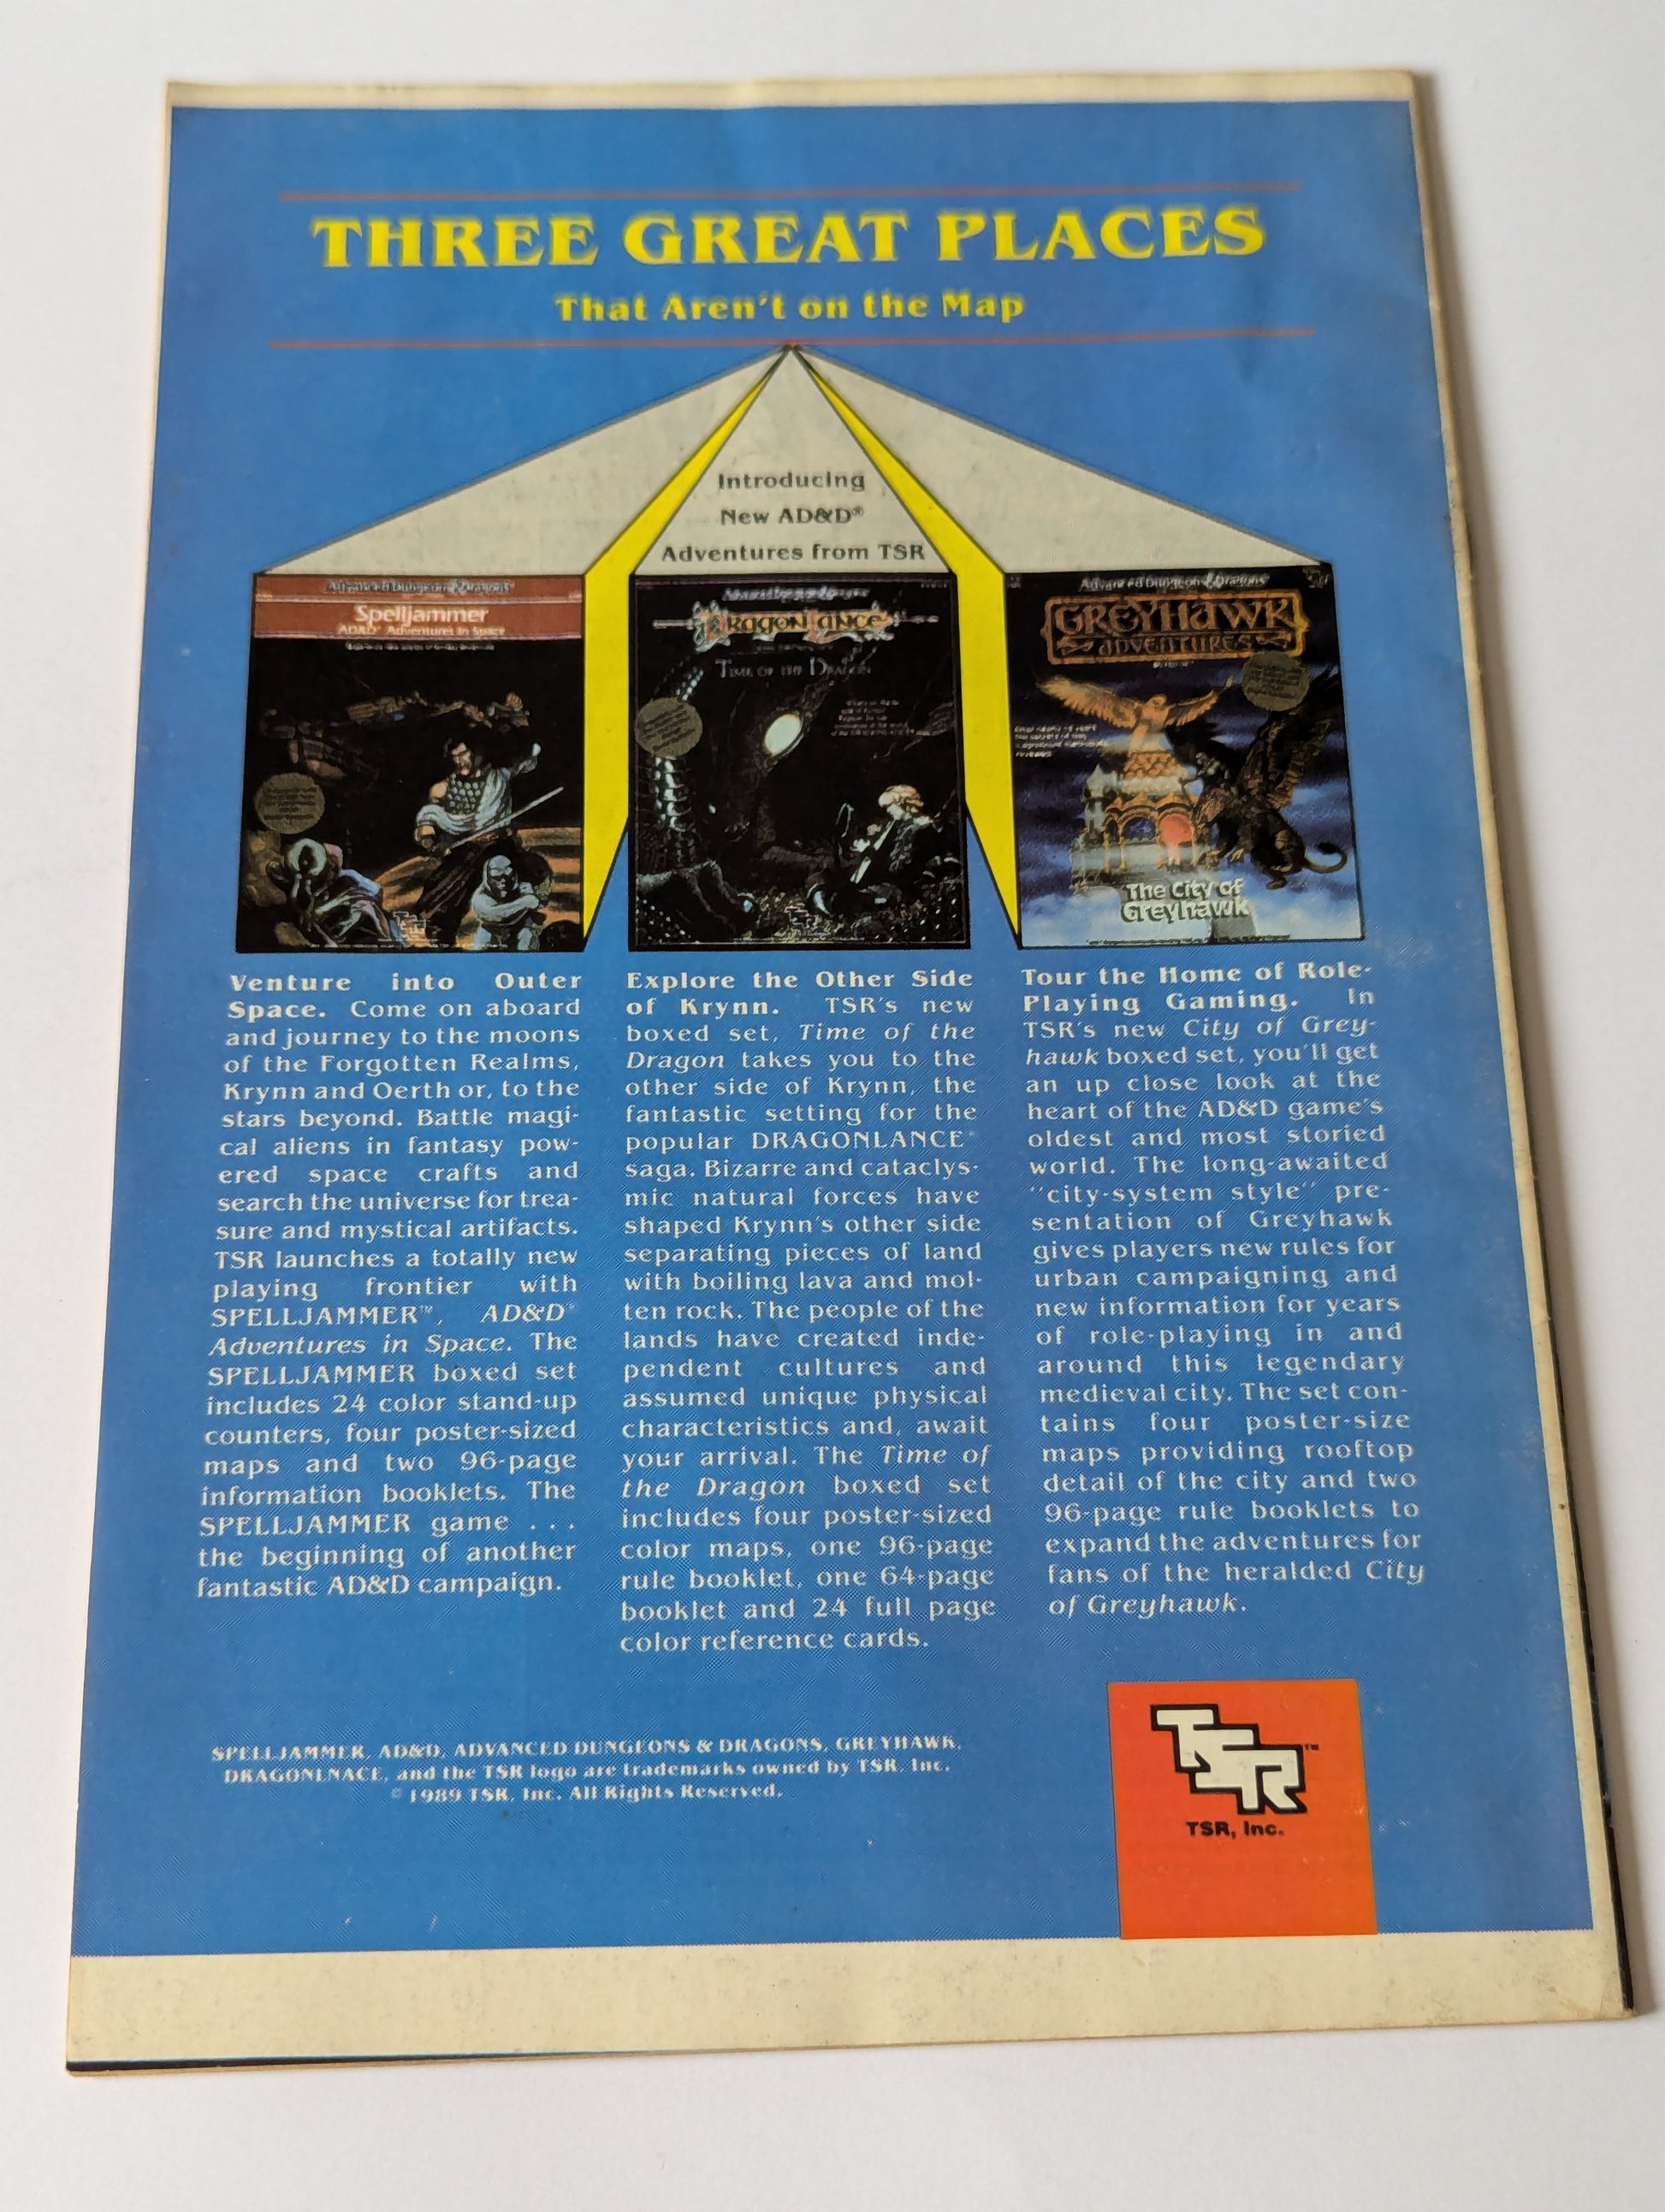 THREE GREAT PLACES
That Aren't on the Map
Introducing
New AD&D®
Adventures from TSR
Advanced Dungeons & Dragons
Spelljammer
AD&D™ Adventures in Space
DragonLance
Time of the Dragon
Advanced Dungeons & Dragons
GREYHAWK
ADVENTURES
The City of
Greyhawk
Venture into Outer
Space. Come on aboard
and journey to the moons
of the Forgotten Realms,
Krynn and Oerth or, to the
stars beyond. Battle magi-
cal aliens in fantasy pow-
ered space crafts and
search the universe for trea-
sure and mystical artifacts.
TSR launches a totally new
playing frontier with
SPELLJAMMER™, AD&D®
Adventures in Space. The
SPELLJAMMER boxed set
includes 24 color stand-up
counters, four poster-sized
maps and two 96-page
information booklets. The
SPELLJAMMER game . . .
the beginning of another
fantastic AD&D campaign.
Explore the Other Side
of Krynn. TSR's new
boxed set, Time of the
Dragon takes you to the
other side of Krynn, the
fantastic setting for the
popular DRAGONLANCE®
saga. Bizarre and cataclys-
mic natural forces have
shaped Krynn's other side
separating pieces of land
with boiling lava and mol-
ten rock. The people of the
lands have created inde-
pendent cultures and
assumed unique physical
characteristics and, await
your arrival. The Time of
the Dragon boxed set
includes four poster-sized
color maps, one 96-page
rule booklet, one 64-page
booklet and 24 full page
color reference cards.
Tour the Home of Role-
Playing Gaming. In
TSR's new City of Grey-
hawk boxed set, you'll get
an up close look at the
heart of the AD&D game's
oldest and most storied
world. The long-awaited
"city-system style" pre-
sentation of Greyhawk
gives players new rules for
urban campaigning and
new information for years
of role-playing in and
around this legendary
medieval city. The set con-
tains four poster-size
maps providing rooftop
detail of the city and two
96-page rule booklets to
expand the adventures for
fans of the heralded City
of Greyhawk.
SPELLJAMMER, AD&D, ADVANCED DUNGEONS & DRAGONS, GREYHAWK,
DRAGONLNACE, and the TSR logo are trademarks owned by TSR, Inc.
© 1989 TSR, Inc. All Rights Reserved.
TSR™
TSR, Inc.